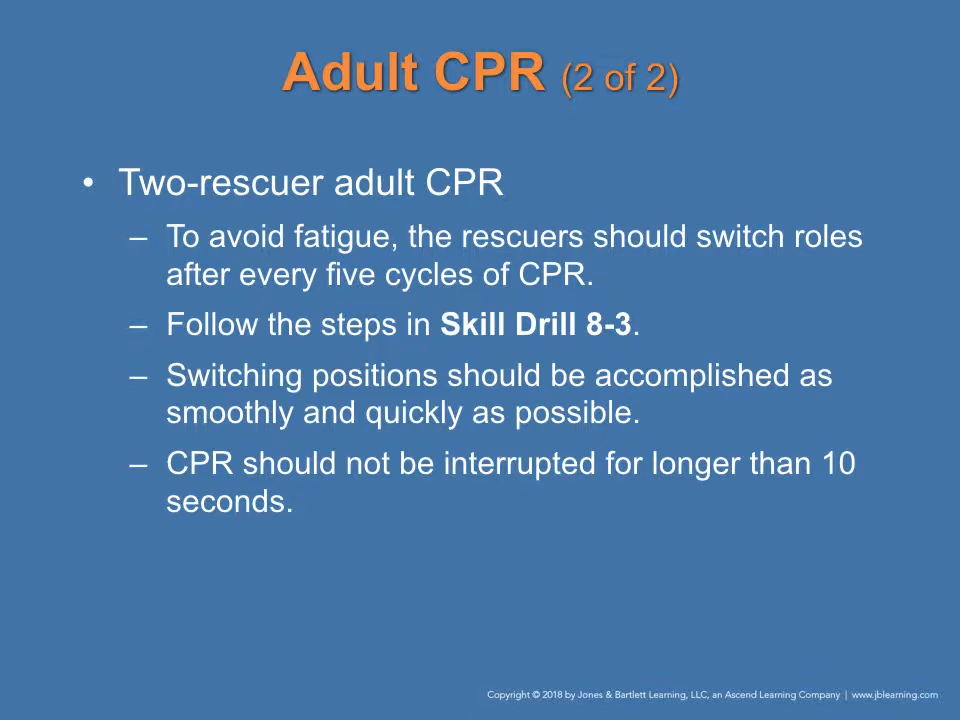 Adult CPR (2 of 2)
• Two-rescuer adult CPR
– To avoid fatigue, the rescuers should switch roles
after every five cycles of CPR.
– Follow the steps in Skill Drill 8-3.
– Switching positions should be accomplished as
smoothly and quickly as possible.
– CPR should not be interrupted for longer than 10
seconds.
Copyright © 2018 by Jones & Bartlett Learning, LLC, an Ascend Learning Company | www.jblearning.com